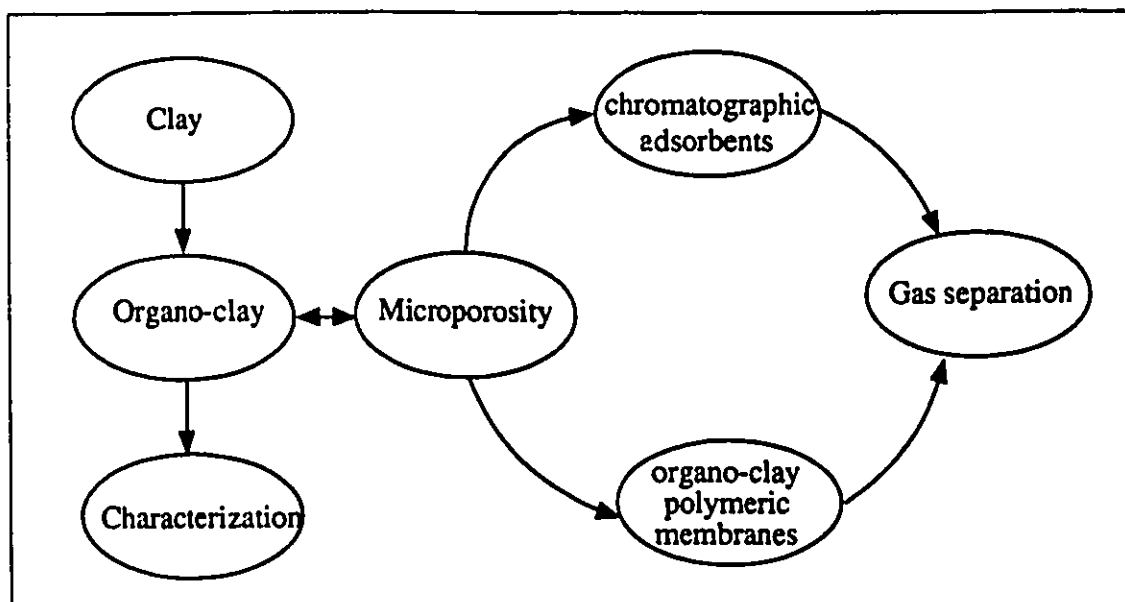 Clay
Organo-clay
Characterization
Microporosity
chromatographic
adsorbents
organo-clay
polymeric
membranes
Gas separation